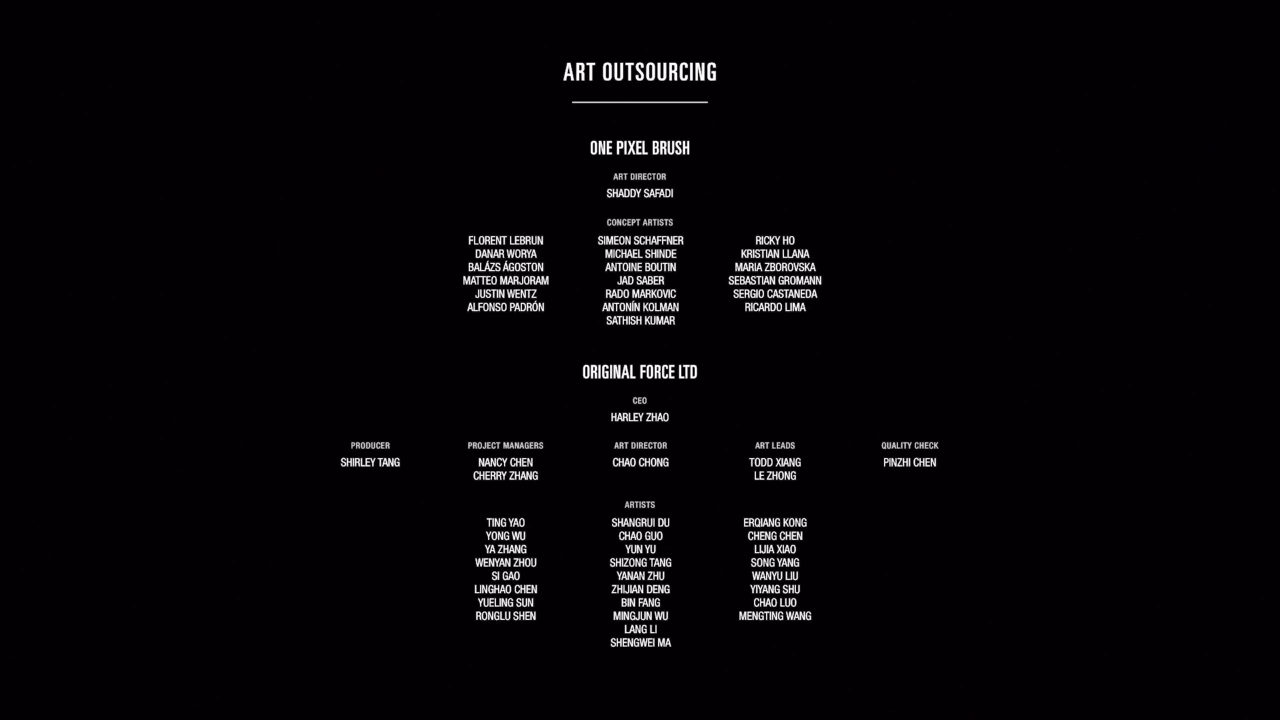 ART OUTSOURCING
ONE PIXEL BRUSH
ART DIRECTOR
SHADDY SAFADI
CONCEPT ARTISTS
FLORENT LEBRUN SIMEON SCHAFFNER RICKY HO
DANAR WORYA MICHAEL SHINDE KRISTIAN LLANA
BALÁZS ÁGOSTON ANTOINE BOUTIN MARIA ZBOROVSKA
MATTEO MARJORAM JAD SABER SEBASTIAN GROMANN
JUSTIN WENTZ RADO MARKOVIC SERGIO CASTANEDA
ALFONSO PADRÓN ANTONÍN KOLMAN RICARDO LIMA
SATHISH KUMAR
ORIGINAL FORCE LTD
CEO
HARLEY ZHAO
PRODUCER PROJECT MANAGERS ART DIRECTOR ART LEADS QUALITY CHECK
SHIRLEY TANG NANCY CHEN CHAO CHONG TODD XIANG PINZHI CHEN
CHERRY ZHANG LE ZHONG
ARTISTS
TING YAO SHANGRUI DU ERQIANG KONG
YONG WU CHAO GUO CHENG CHEN
YA ZHANG YUN YU LIJIA XIAO
WENYAN ZHOU SHIZONG TANG SONG YANG
SI GAO YANAN ZHU WANYU LIU
LINGHAO CHEN ZHIJIAN DENG YIYANG SHU
YUELING SUN BIN FANG CHAO LUO
RONGLU SHEN MINGJUN WU MENGTING WANG
LANG LI
SHENGWEI MA